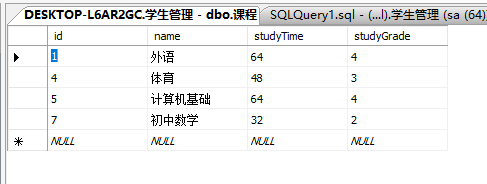 DESKTOP-L6AR2GC.学生管理 - dbo.课程 SQLQuery1.sql - (...l).学生管理 (sa (64))
id name studyTime studyGrade
1 外语 64 4
4 体育 48 3
5 计算机基础 64 4
7 初中数学 32 2
NULL NULL NULL NULL